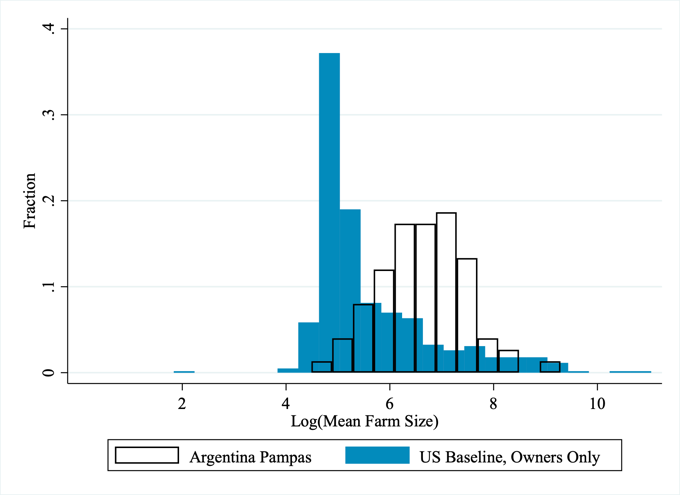 .4
.3
.2
.1
0
Fraction
2 4 6 8 10
Log(Mean Farm Size)
Argentina Pampas US Baseline, Owners Only